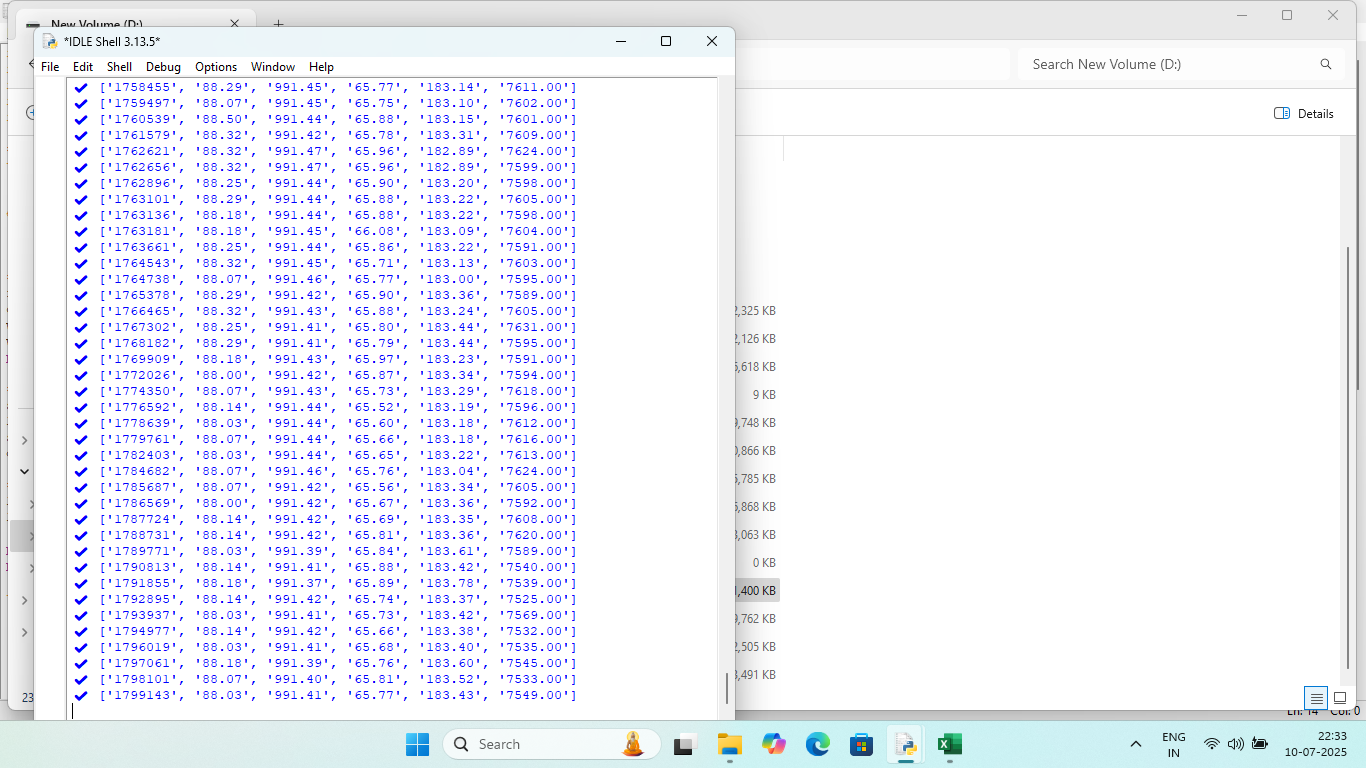 New Volume (D:)
*IDLE Shell 3.13.5*
File Edit Shell Debug Options Window Help
Search New Volume (D:)
Details
✔ ['1758455', '88.29', '991.45', '65.77', '183.14', '7611.00']
✔ ['1759497', '88.07', '991.45', '65.75', '183.10', '7602.00']
✔ ['1760539', '88.50', '991.44', '65.88', '183.15', '7601.00']
✔ ['1761579', '88.32', '991.42', '65.78', '183.31', '7609.00']
✔ ['1762621', '88.32', '991.47', '65.96', '182.89', '7624.00']
✔ ['1762656', '88.32', '991.47', '65.96', '182.89', '7599.00']
✔ ['1762896', '88.25', '991.44', '65.90', '183.20', '7598.00']
✔ ['1763101', '88.29', '991.44', '65.88', '183.22', '7605.00']
✔ ['1763136', '88.18', '991.44', '65.88', '183.22', '7598.00']
✔ ['1763181', '88.18', '991.45', '66.08', '183.09', '7604.00']
✔ ['1763661', '88.25', '991.44', '65.86', '183.22', '7591.00']
✔ ['1764543', '88.32', '991.45', '65.71', '183.13', '7603.00']
✔ ['1764738', '88.07', '991.46', '65.77', '183.00', '7595.00']
✔ ['1765378', '88.29', '991.42', '65.90', '183.36', '7589.00']
✔ ['1766465', '88.32', '991.43', '65.88', '183.24', '7605.00']
✔ ['1767302', '88.25', '991.41', '65.80', '183.44', '7631.00']
✔ ['1768182', '88.29', '991.41', '65.79', '183.44', '7595.00']
✔ ['1769909', '88.18', '991.43', '65.97', '183.23', '7591.00']
✔ ['1772026', '88.00', '991.42', '65.87', '183.34', '7594.00']
✔ ['1774350', '88.07', '991.43', '65.73', '183.29', '7618.00']
✔ ['1776592', '88.14', '991.44', '65.52', '183.19', '7596.00']
✔ ['1778639', '88.03', '991.44', '65.60', '183.18', '7612.00']
✔ ['1779761', '88.07', '991.44', '65.66', '183.18', '7616.00']
✔ ['1782403', '88.03', '991.44', '65.65', '183.22', '7613.00']
✔ ['1784682', '88.07', '991.46', '65.76', '183.04', '7624.00']
✔ ['1785687', '88.07', '991.42', '65.56', '183.34', '7605.00']
✔ ['1786569', '88.00', '991.42', '65.67', '183.36', '7592.00']
✔ ['1787724', '88.14', '991.42', '65.69', '183.35', '7608.00']
✔ ['1788731', '88.14', '991.42', '65.81', '183.36', '7620.00']
✔ ['1789771', '88.03', '991.39', '65.84', '183.61', '7589.00']
✔ ['1790813', '88.14', '991.41', '65.88', '183.42', '7540.00']
✔ ['1791855', '88.18', '991.37', '65.89', '183.78', '7539.00']
✔ ['1792895', '88.14', '991.42', '65.74', '183.37', '7525.00']
✔ ['1793937', '88.03', '991.41', '65.73', '183.42', '7569.00']
✔ ['1794977', '88.14', '991.42', '65.66', '183.38', '7532.00']
✔ ['1796019', '88.03', '991.41', '65.68', '183.40', '7535.00']
✔ ['1797061', '88.18', '991.39', '65.76', '183.60', '7545.00']
✔ ['1798101', '88.07', '991.40', '65.81', '183.52', '7533.00']
✔ ['1799143', '88.03', '991.41', '65.77', '183.43', '7549.00']
,325 KB
,126 KB
,618 KB
9 KB
,748 KB
,866 KB
,785 KB
,868 KB
,063 KB
0 KB
,400 KB
,762 KB
,505 KB
,491 KB
23
Ln: 14 Col: 0
Search
ENG
IN
22:33
10-07-2025